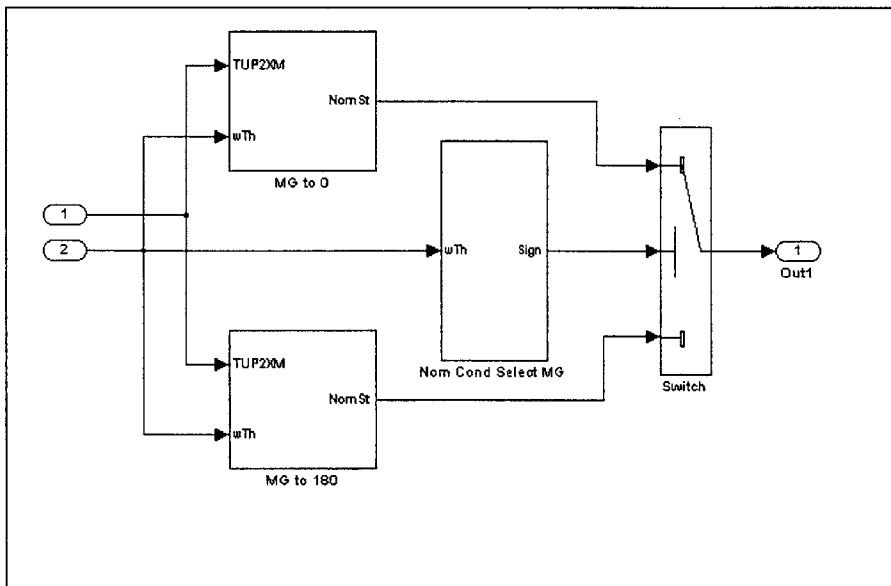 TUP2XM
NomSt
wTh
MG to 0
1
2
wTh
Sign
1
Out1
TUP2XM
Nom Cond Select MG
Switch
NomSt
wTh
MG to 180